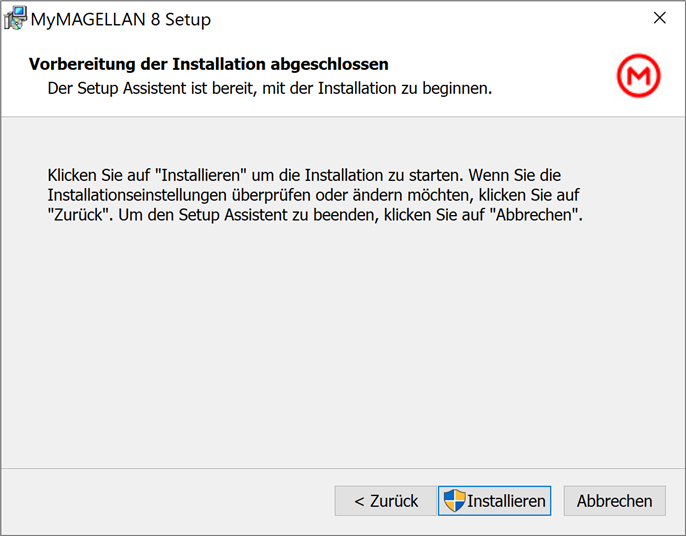 MyMAGELLAN 8 Setup
Vorbereitung der Installation abgeschlossen
Der Setup Assistent ist bereit, mit der Installation zu beginnen.
M
Klicken Sie auf "Installieren" um die Installation zu starten. Wenn Sie die
Installationseinstellungen überprüfen oder ändern möchten, klicken Sie auf
"Zurück". Um den Setup Assistent zu beenden, klicken Sie auf "Abbrechen".
< Zurück
Installieren
Abbrechen